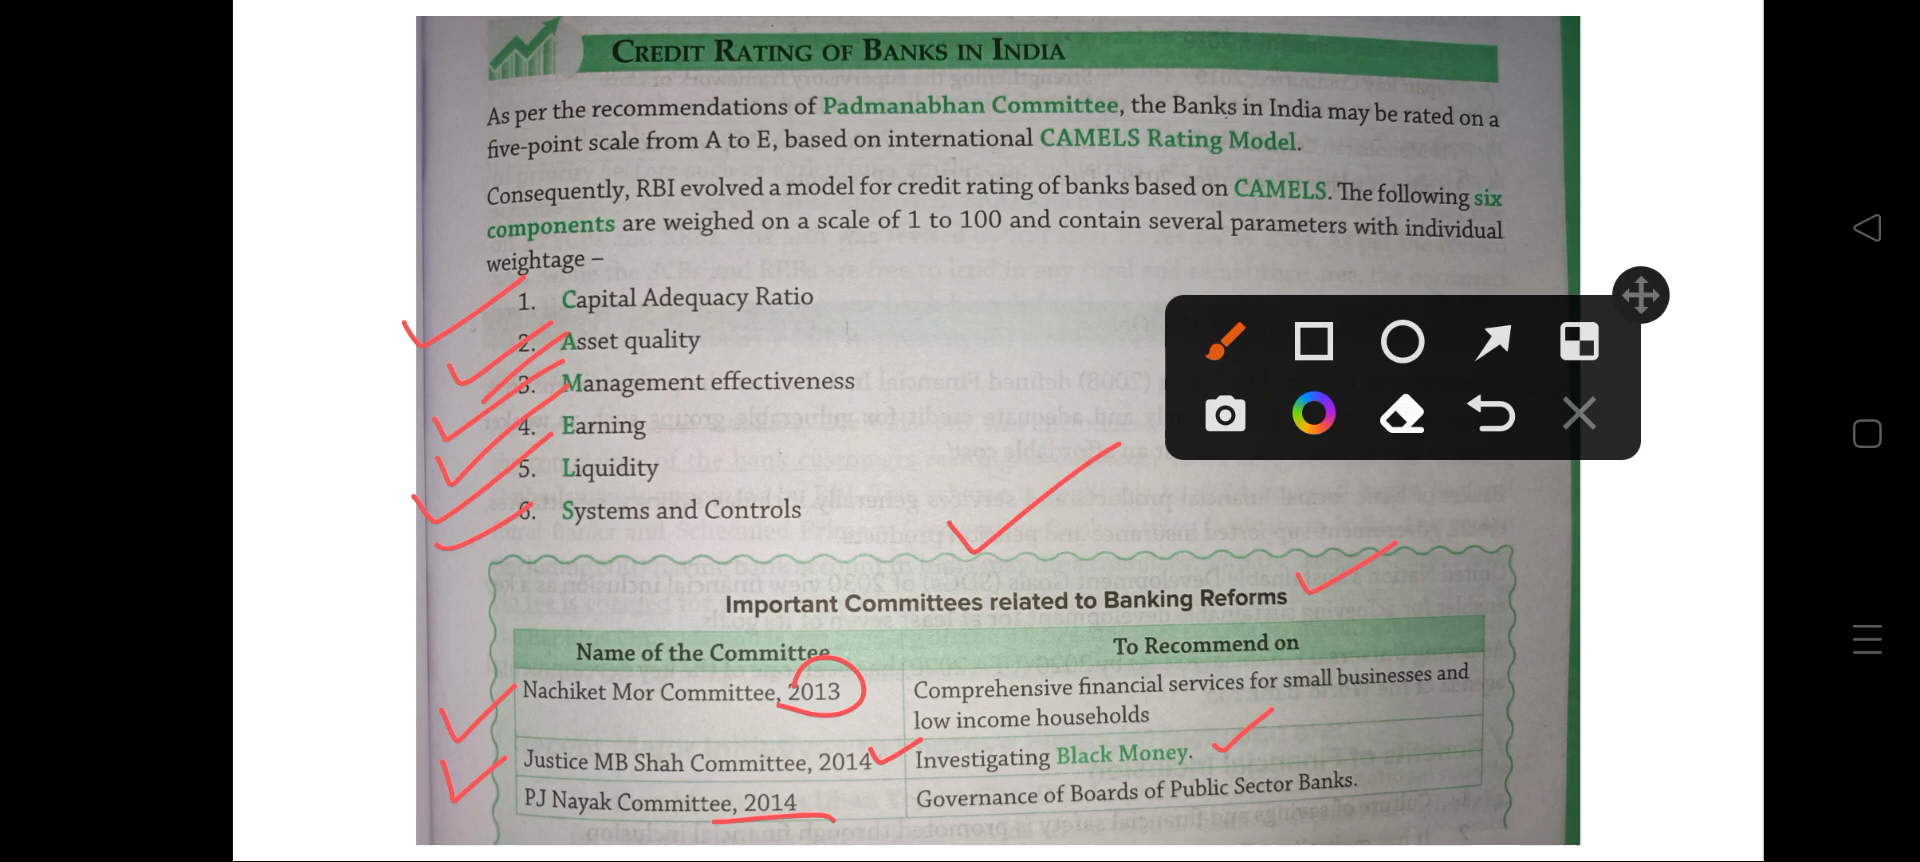 CREDIT RATING OF BANKS IN INDIA
As per the recommendations of Padmanabhan Committee, the Banks in India may be rated on a
five-point scale from A to E, based on international CAMELS Rating Model.
Consequently, RBI evolved a model for credit rating of banks based on CAMELS. The following six
components are weighed on a scale of 1 to 100 and contain several parameters with individual
weightage –
1. Capital Adequacy Ratio
2. Asset quality
3. Management effectiveness
4. Earning
5. Liquidity
6. Systems and Controls
Important Committees related to Banking Reforms
Name of the Committee To Recommend on
Nachiket Mor Committee, 2013 Comprehensive financial services for small businesses and
low income households
Justice MB Shah Committee, 2014 Investigating Black Money.
PJ Nayak Committee, 2014 Governance of Boards of Public Sector Banks.